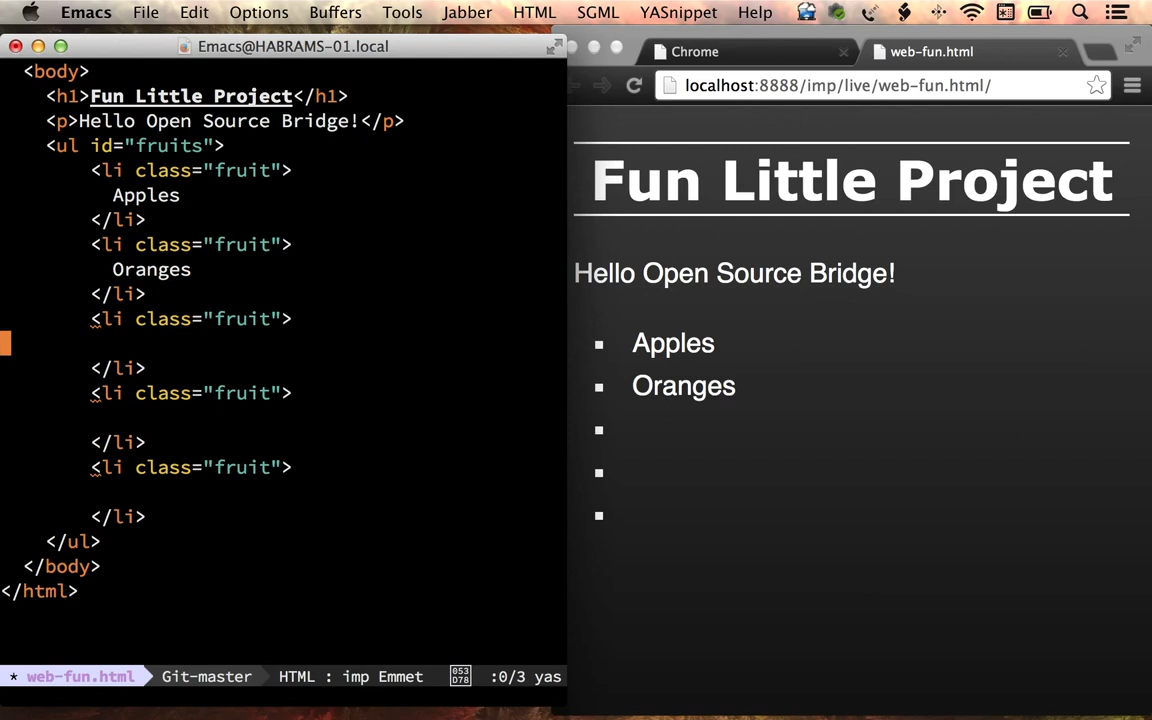 Emacs File Edit Options Buffers Tools Jabber HTML SGML YASnippet Help
Emacs@HABRAMS-01.local
<body>
<h1>Fun Little Project</h1>
<p>Hello Open Source Bridge!</p>
<ul id="fruits">
<li class="fruit">
Apples
</li>
<li class="fruit">
Oranges
</li>
<li class="fruit">
</li>
<li class="fruit">
</li>
<li class="fruit">
</li>
</ul>
</body>
</html>
* web-fun.html Git-master HTML : imp Emmet 053 D78 :0/3 yas
Chrome web-fun.html
localhost:8888/imp/live/web-fun.html/
Fun Little Project
Hello Open Source Bridge!
Apples
Oranges